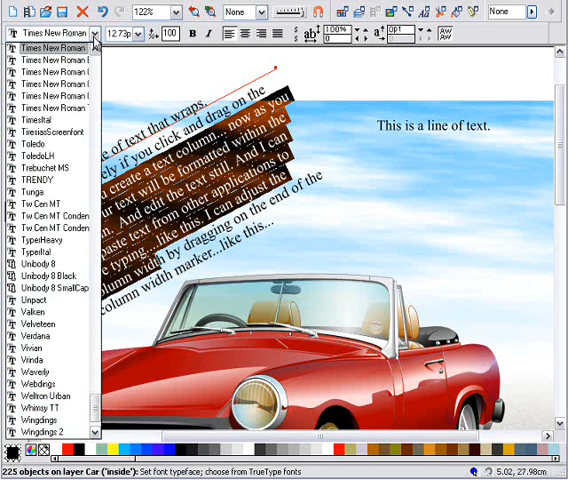 122%
None
None
Times New Roman
12.73p
100
B I
100%
0
0pt
0
AW
AW
Times New Roman
Times New Roman
Times New Roman
Times New Roman
Times New Roman
Times New Roman
TimesItal
TiresiasScreenfont
Toledo
ToledoLH
Trebuchet MS
TRENDY
Tunga
Tw Cen MT
Tw Cen MT Conden
Tw Cen MT Conden
TyperHeavy
TyperItal
Unibody 8
Unibody 8 Black
Unibody 8 SmallCap
Unpact
Valken
Velveteen
Verdana
Vivian
Vrinda
Waverly
Webdings
Wellron Urban
Whimsy TT
Wingdings
Wingdings 2
e of text that wraps.
ely if you click and drag on the
create a text column... now as you
ur text will be formatted within the
n. And edit the text still. And I can
paste text from other applications to
e typing...like this. I can adjust the
olumn width by dragging on the end of the
column width marker...like this...
This is a line of text.
225 objects on layer Car ('inside'): Set font typeface; choose from TrueType fonts
5.02, 27.98cm